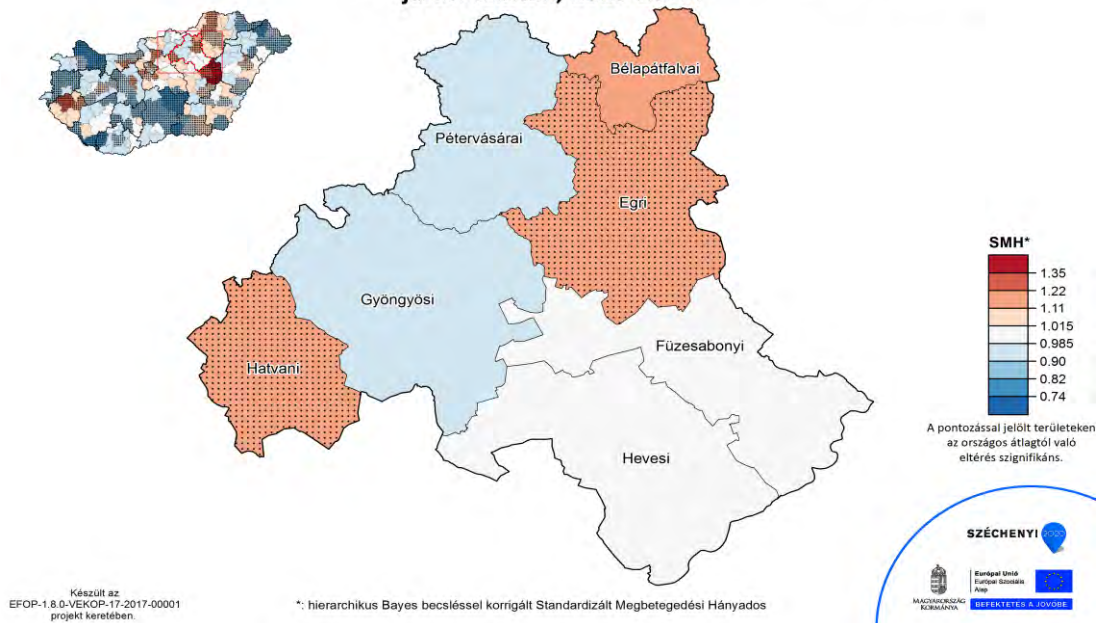 Bélapátfalvai
Pétervásárai
Egri
Gyöngyösi
Hatvani
Füzesabonyi
Hevesi
SMH*
1.35
1.22
1.11
1.015
0.985
0.90
0.82
0.74
A pontozással jelölt területeken
az országos átlagtól való
eltérés szignifikáns.
SZÉCHENYI 2020
MAGYARORSZÁG
KORMÁNYA
Európai Unió
Európai Szociális
Alap
BEFEKTETÉS A JÖVŐBE
Készült az
EFOP-1.8.0-VEKOP-17-2017-00001
projekt keretében.
*: hierarchikus Bayes becsléssel korrigált Standardizált Megbetegedési Hányados